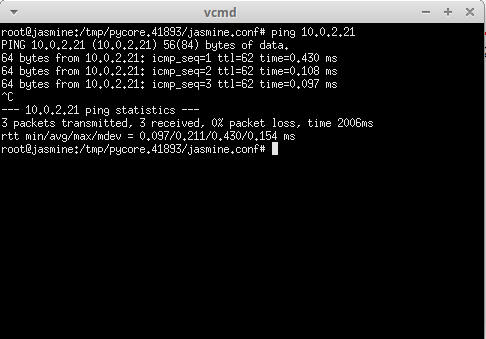 vcmd
root@jasmine:/tmp/pycore.41893/jasmine.conf# ping 10.0.2.21
PING 10.0.2.21 (10.0.2.21) 56(84) bytes of data.
64 bytes from 10.0.2.21: icmp_seq=1 ttl=62 time=0.430 ms
64 bytes from 10.0.2.21: icmp_seq=2 ttl=62 time=0.108 ms
64 bytes from 10.0.2.21: icmp_seq=3 ttl=62 time=0.097 ms
^C
--- 10.0.2.21 ping statistics ---
3 packets transmitted, 3 received, 0% packet loss, time 2006ms
rtt min/avg/max/mdev = 0.097/0.211/0.430/0.154 ms
root@jasmine:/tmp/pycore.41893/jasmine.conf#